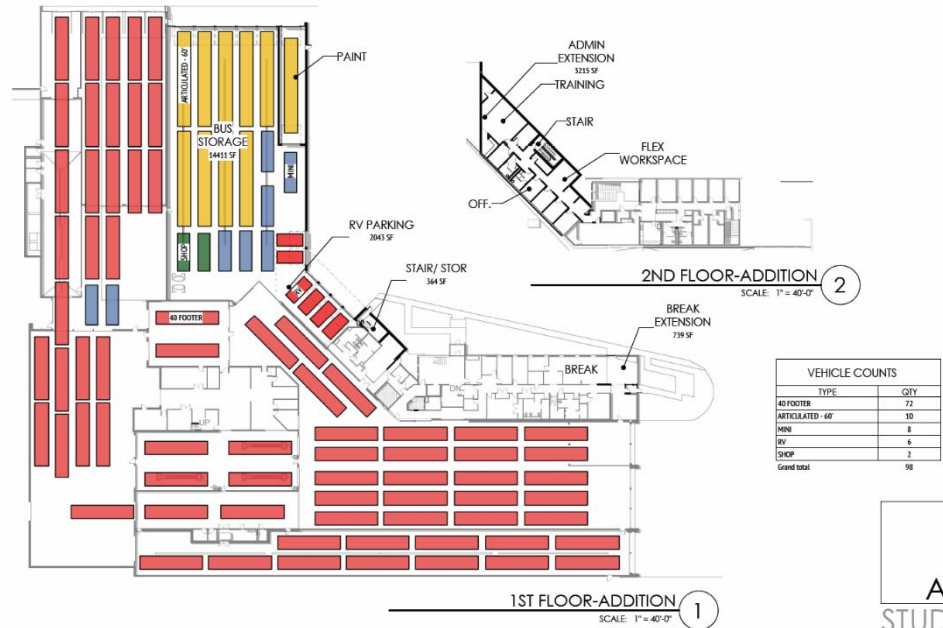 PAINT
ARTICULATED - 60'
BUS
STORAGE
14411 SF
MINI
SHOP
RV PARKING
2043 SF
RV
STAIR/ STOR
364 SF
40 FOOTER
UP
DN
BREAK
BREAK
EXTENSION
739 SF
1ST FLOOR-ADDITION
SCALE: 1" = 40'-0"
1
ADMIN
EXTENSION
5215 SF
TRAINING
STAIR
FLEX
WORKSPACE
OFF.
2ND FLOOR-ADDITION
SCALE: 1" = 40'-0"
2
VEHICLE COUNTS
TYPE QTY
40 FOOTER 72
ARTICULATED - 60' 10
MINI 8
RV 6
SHOP 2
Grand total 98
A
STUD